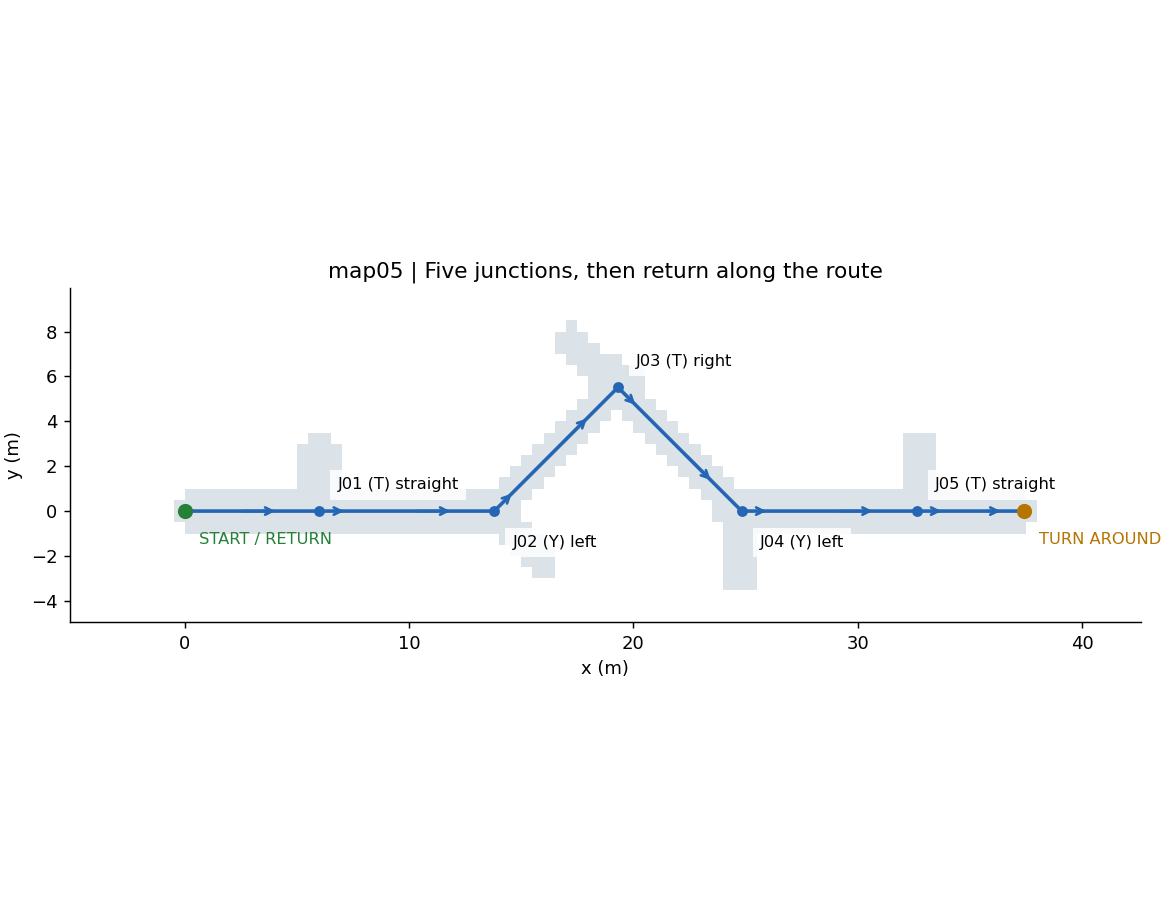 map05 | Five junctions, then return along the route
8
6
4
2
0
−2
−4
y (m)
J03 (T) right
J01 (T) straight
J05 (T) straight
START / RETURN
J02 (Y) left
J04 (Y) left
TURN AROUND
0
10
20
30
40
x (m)